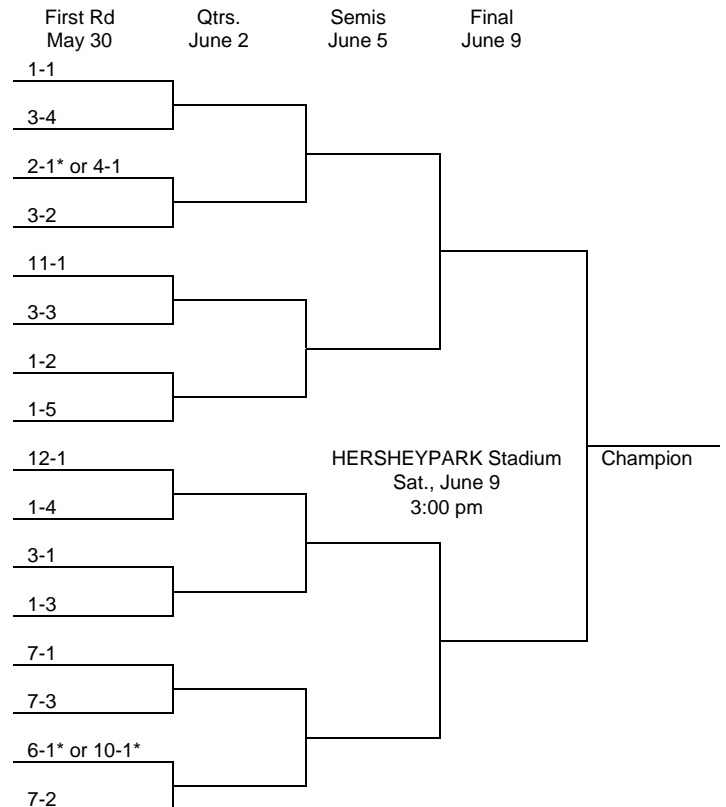 First Rd Qtrs. Semis Final
May 30 June 2 June 5 June 9
1-1
3-4
2-1* or 4-1
3-2
11-1
3-3
1-2
1-5
12-1
HERSHEYPARK Stadium Champion
Sat., June 9
1-4
3:00 pm
3-1
1-3
7-1
7-3
6-1* or 10-1*
7-2